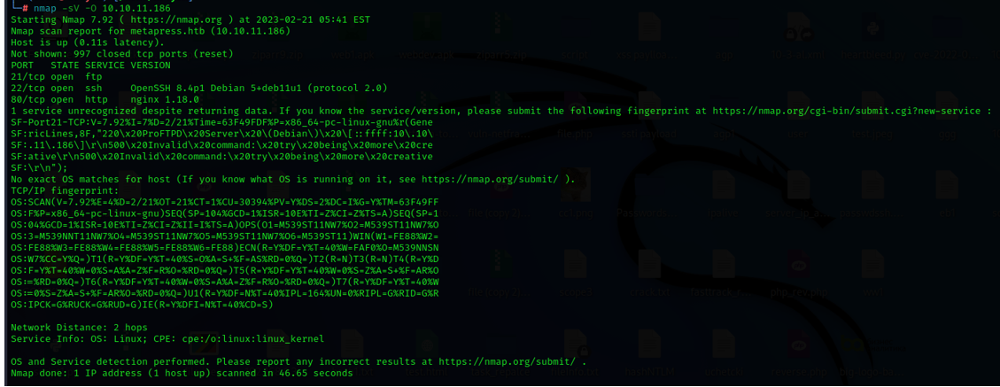 └─# nmap -sV -O 10.10.11.186
Starting Nmap 7.92 ( https://nmap.org ) at 2023-02-21 05:41 EST
Nmap scan report for metapress.htb (10.10.11.186)
Host is up (0.11s latency).
Not shown: 997 closed tcp ports (reset)
PORT   STATE SERVICE VERSION
21/tcp open  ftp
22/tcp open  ssh     OpenSSH 8.4p1 Debian 5+deb11u1 (protocol 2.0)
80/tcp open  http    nginx 1.18.0
1 service unrecognized despite returning data. If you know the service/version, please submit the following fingerprint at https://nmap.org/cgi-bin/submit.cgi?new-service :
SF-Port21-TCP:V=7.92%I=7%D=2/21%Time=63F49FDF%P=x86_64-pc-linux-gnu%r(Gene
SF:ricLines,8F,"220\x20ProFTPD\x20Server\x20\(Debian\)\x20\[::ffff:10\.10\
SF:.11\.186\]\r\n500\x20Invalid\x20command:\x20try\x20being\x20more\x20cre
SF:ative\r\n500\x20Invalid\x20command:\x20try\x20being\x20more\x20creative
SF:\r\n");
No exact OS matches for host (If you know what OS is running on it, see https://nmap.org/submit/ ).
TCP/IP fingerprint:
OS:SCAN(V=7.92%E=4%D=2/21%OT=21%CT=1%CU=30394%PV=Y%DS=2%DC=I%G=Y%TM=63F49FF
OS:F%P=x86_64-pc-linux-gnu)SEQ(SP=104%GCD=1%ISR=10E%TI=Z%CI=Z%TS=A)SEQ(SP=1
OS:04%GCD=1%ISR=10E%TI=Z%CI=Z%II=I%TS=A)OPS(O1=M539ST11NW7%O2=M539ST11NW7%O
OS:3=M539NNT11NW7%O4=M539ST11NW7%O5=M539ST11NW7%O6=M539ST11)WIN(W1=FE88%W2=
OS:FE88%W3=FE88%W4=FE88%W5=FE88%W6=FE88)ECN(R=Y%DF=Y%T=40%W=FAF0%O=M539NNSN
OS:W7%CC=Y%Q=)T1(R=Y%DF=Y%T=40%S=O%A=S+%F=AS%RD=0%Q=)T2(R=N)T3(R=N)T4(R=Y%D
OS:F=Y%T=40%W=0%S=A%A=Z%F=R%O=%RD=0%Q=)T5(R=Y%DF=Y%T=40%W=0%S=Z%A=S+%F=AR%O
OS:=%RD=0%Q=)T6(R=Y%DF=Y%T=40%W=0%S=A%A=Z%F=R%O=%RD=0%Q=)T7(R=Y%DF=Y%T=40%W
OS:=0%S=Z%A=S+%F=AR%O=%RD=0%Q=)U1(R=Y%DF=N%T=40%IPL=164%UN=0%RIPL=G%RID=G%R
OS:IPCK=G%RUCK=G%RUD=G)IE(R=Y%DFI=N%T=40%CD=S)
Network Distance: 2 hops
Service Info: OS: Linux; CPE: cpe:/o:linux:linux_kernel
OS and Service detection performed. Please report any incorrect results at https://nmap.org/submit/ .
Nmap done: 1 IP address (1 host up) scanned in 46.65 seconds